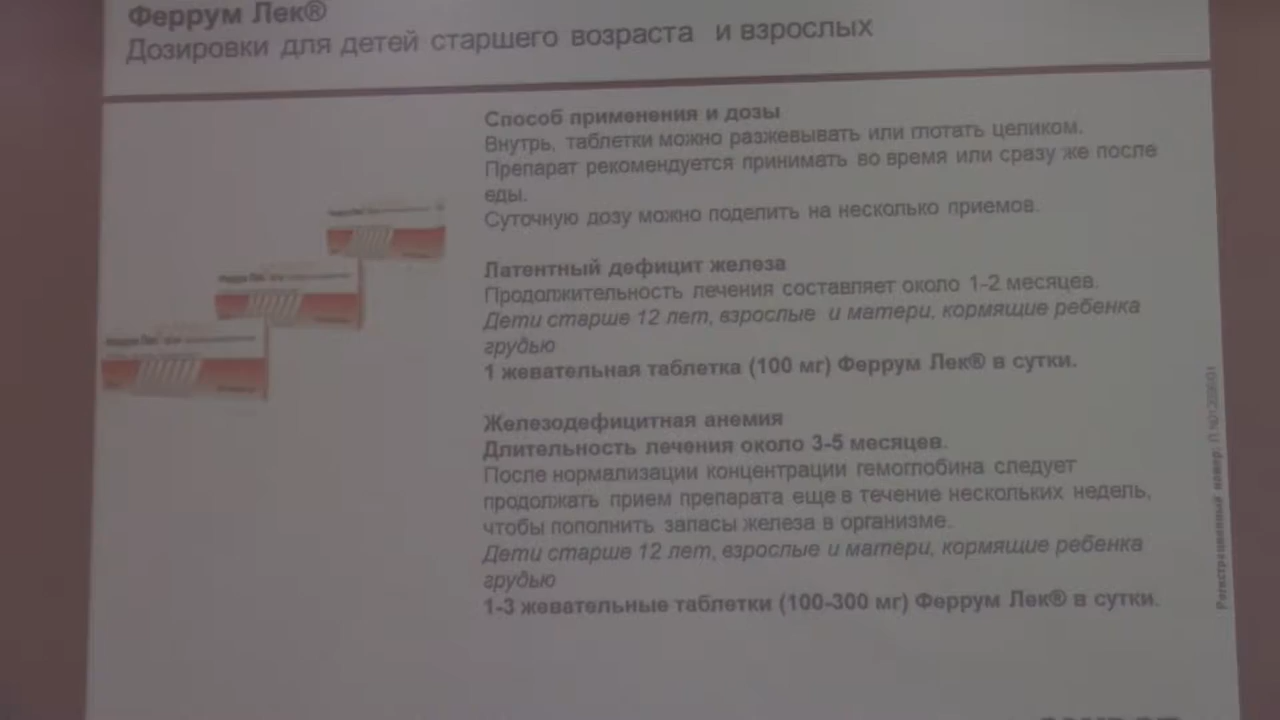 Феррум Лек®
Дозировки для детей старшего возраста и взрослых
Способ применения и дозы
Внутрь, таблетки можно разжевывать или глотать целиком.
Препарат рекомендуется принимать во время или сразу же после
еды.
Суточную дозу можно поделить на несколько приемов.
Латентный дефицит железа
Продолжительность лечения составляет около 1-2 месяцев.
Дети старше 12 лет, взрослые и матери, кормящие ребенка
грудью
1 жевательная таблетка (100 мг) Феррум Лек® в сутки.
Железодефицитная анемия
Длительность лечения около 3-5 месяцев.
После нормализации концентрации гемоглобина следует
продолжать прием препарата еще в течение нескольких недель,
чтобы пополнить запасы железа в организме.
Дети старше 12 лет, взрослые и матери, кормящие ребенка
грудью
1-3 жевательные таблетки (100-300 мг) Феррум Лек® в сутки.
Регистрационный номер: